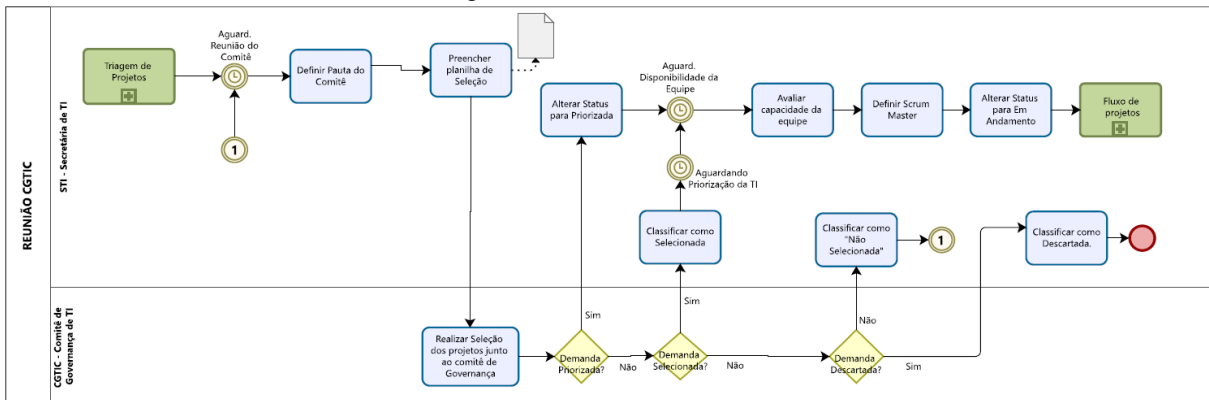 REUNIÃO CGTIC
STI - Secretária de TI
Triagem de
Projetos
Aguard.
Reunião do
Comitê
1
Definir Pauta do
Comitê
Preencher
planilha de
Seleção
Alterar Status
para Priorizada
Aguard.
Disponibilidade da
Equipe
Avaliar
capacidade da
equipe
Definir Scrum
Master
Alterar Status
para Em
Andamento
Fluxo de
projetos
Aguardando
Priorização da TI
Classificar como
Selecionada
Classificar como
"Não
Selecionada"
1
Classificar como
Descartada.
CGTIC - Comitê de
Governança de TI
Realizar Seleção
dos projetos junto
ao comitê de
Governança
Demanda
Priorizada?
Sim
Não
Demanda
Selecionada?
Sim
Não
Demanda
Descartada?
Não
Sim